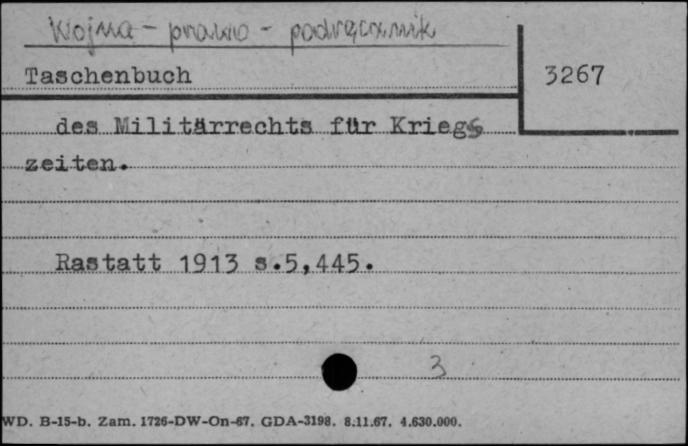 Wojna - prawo - podręcznik
Taschenbuch
3267
des Militärrechts für Kriegs
zeiten.
Rastatt 1913 s.5,445.
3
WD. B-15-b. Zam. 1726-DW-On-67. GDA-3198. 8.11.67. 4.630.000.